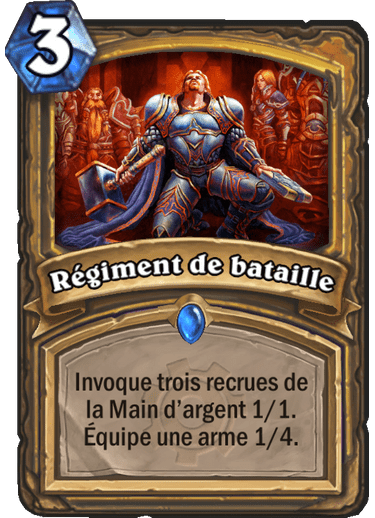 3
Régiment de bataille
Invoque trois recrues de
la Main d'argent 1/1.
Équipe une arme 1/4.